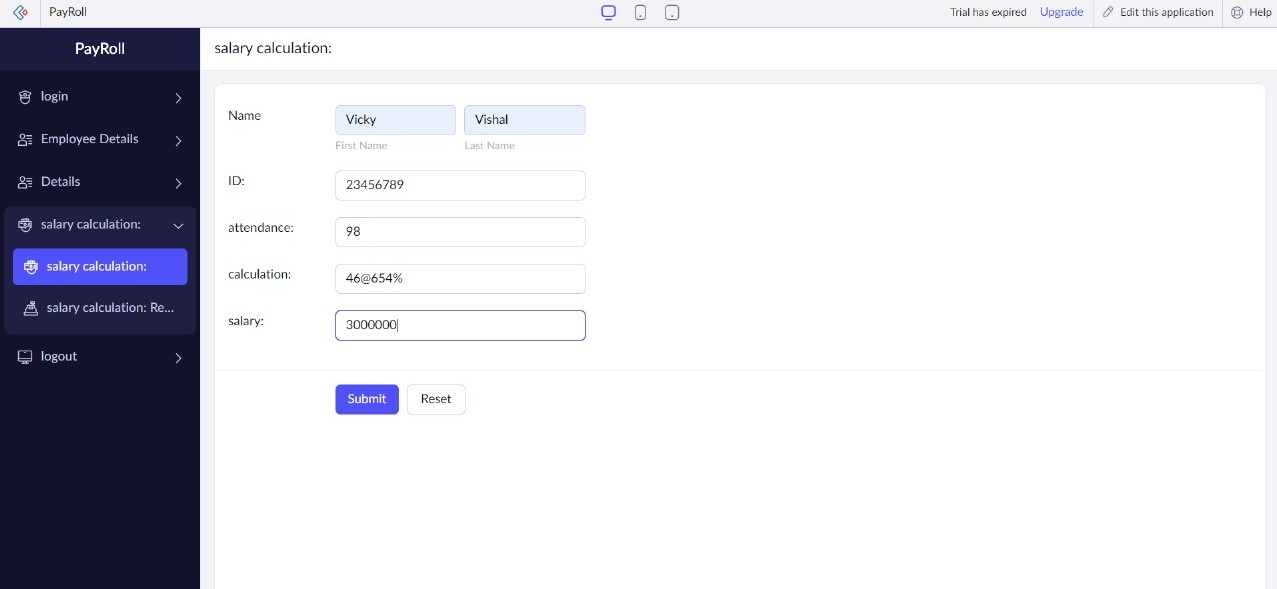 PayRoll
Trial has expired Upgrade Edit this application Help
PayRoll
login
Employee Details
Details
salary calculation:
salary calculation:
salary calculation: Re...
logout
salary calculation:
Name Vicky Vishal
First Name Last Name
ID: 23456789
attendance: 98
calculation: 46@654%
salary: 3000000
Submit Reset